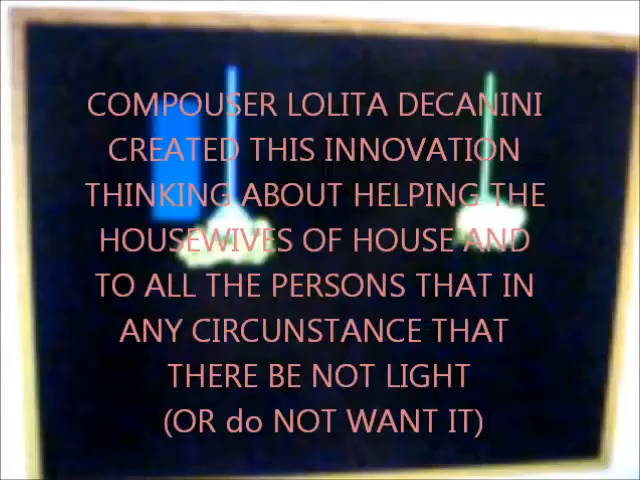 COMPOUSER LOLITA DECANINI
CREATED THIS INNOVATION
THINKING ABOUT HELPING THE
HOUSEWIVES OF HOUSE AND
TO ALL THE PERSONS THAT IN
ANY CIRCUNSTANCE THAT
THERE BE NOT LIGHT
(OR do NOT WANT IT)